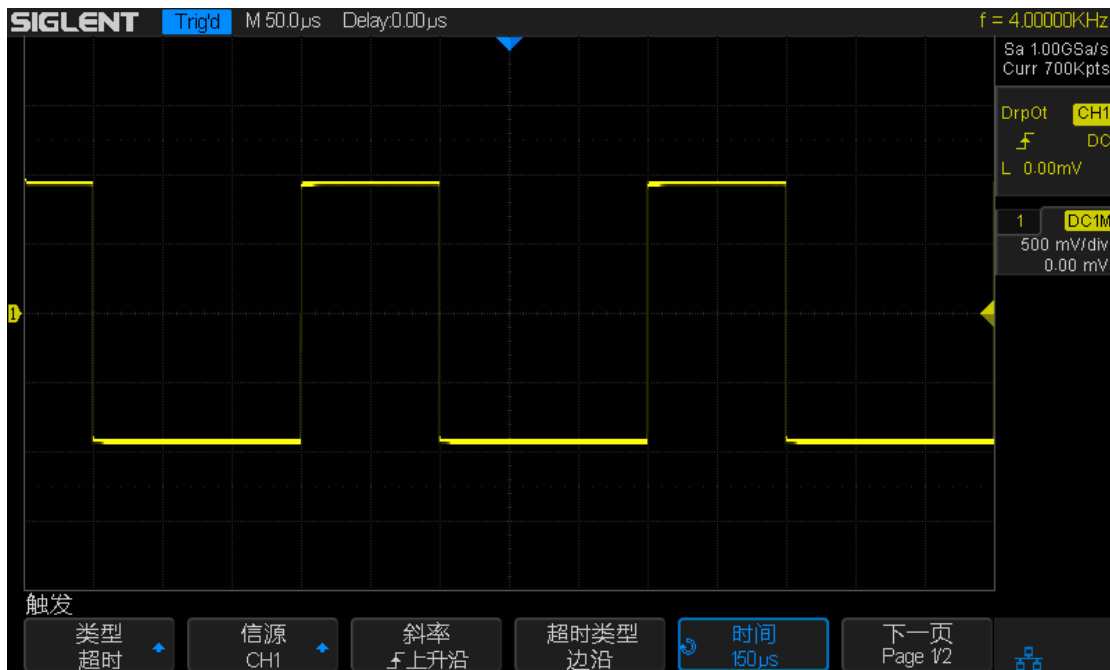 SIGLENT Trig'd M 50.0µs Delay:0.00µs f = 4.00000KHz
Sa 1.00GSa/s
Curr 700Kpts
DrpOt CH1
DC
L 0.00mV
1 DC1M
500 mV/div
0.00 mV
1
触发
类型
超时
信源
CH1
斜率
上升沿
超时类型
边沿
时间
150µs
下一页
Page 1/2